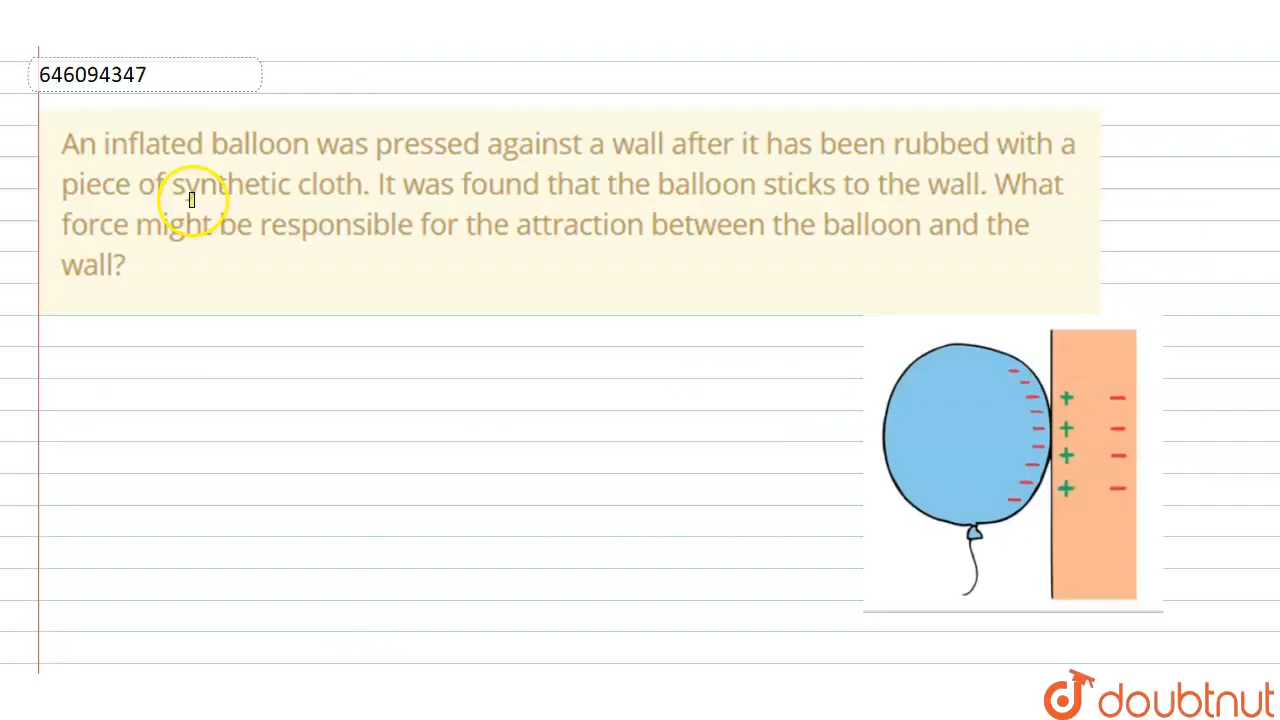 646094347
An inflated balloon was pressed against a wall after it has been rubbed with a
piece of synthetic cloth. It was found that the balloon sticks to the wall. What
force might be responsible for the attraction between the balloon and the
wall?
+ -
+ -
+ -
+ -
doubtnut